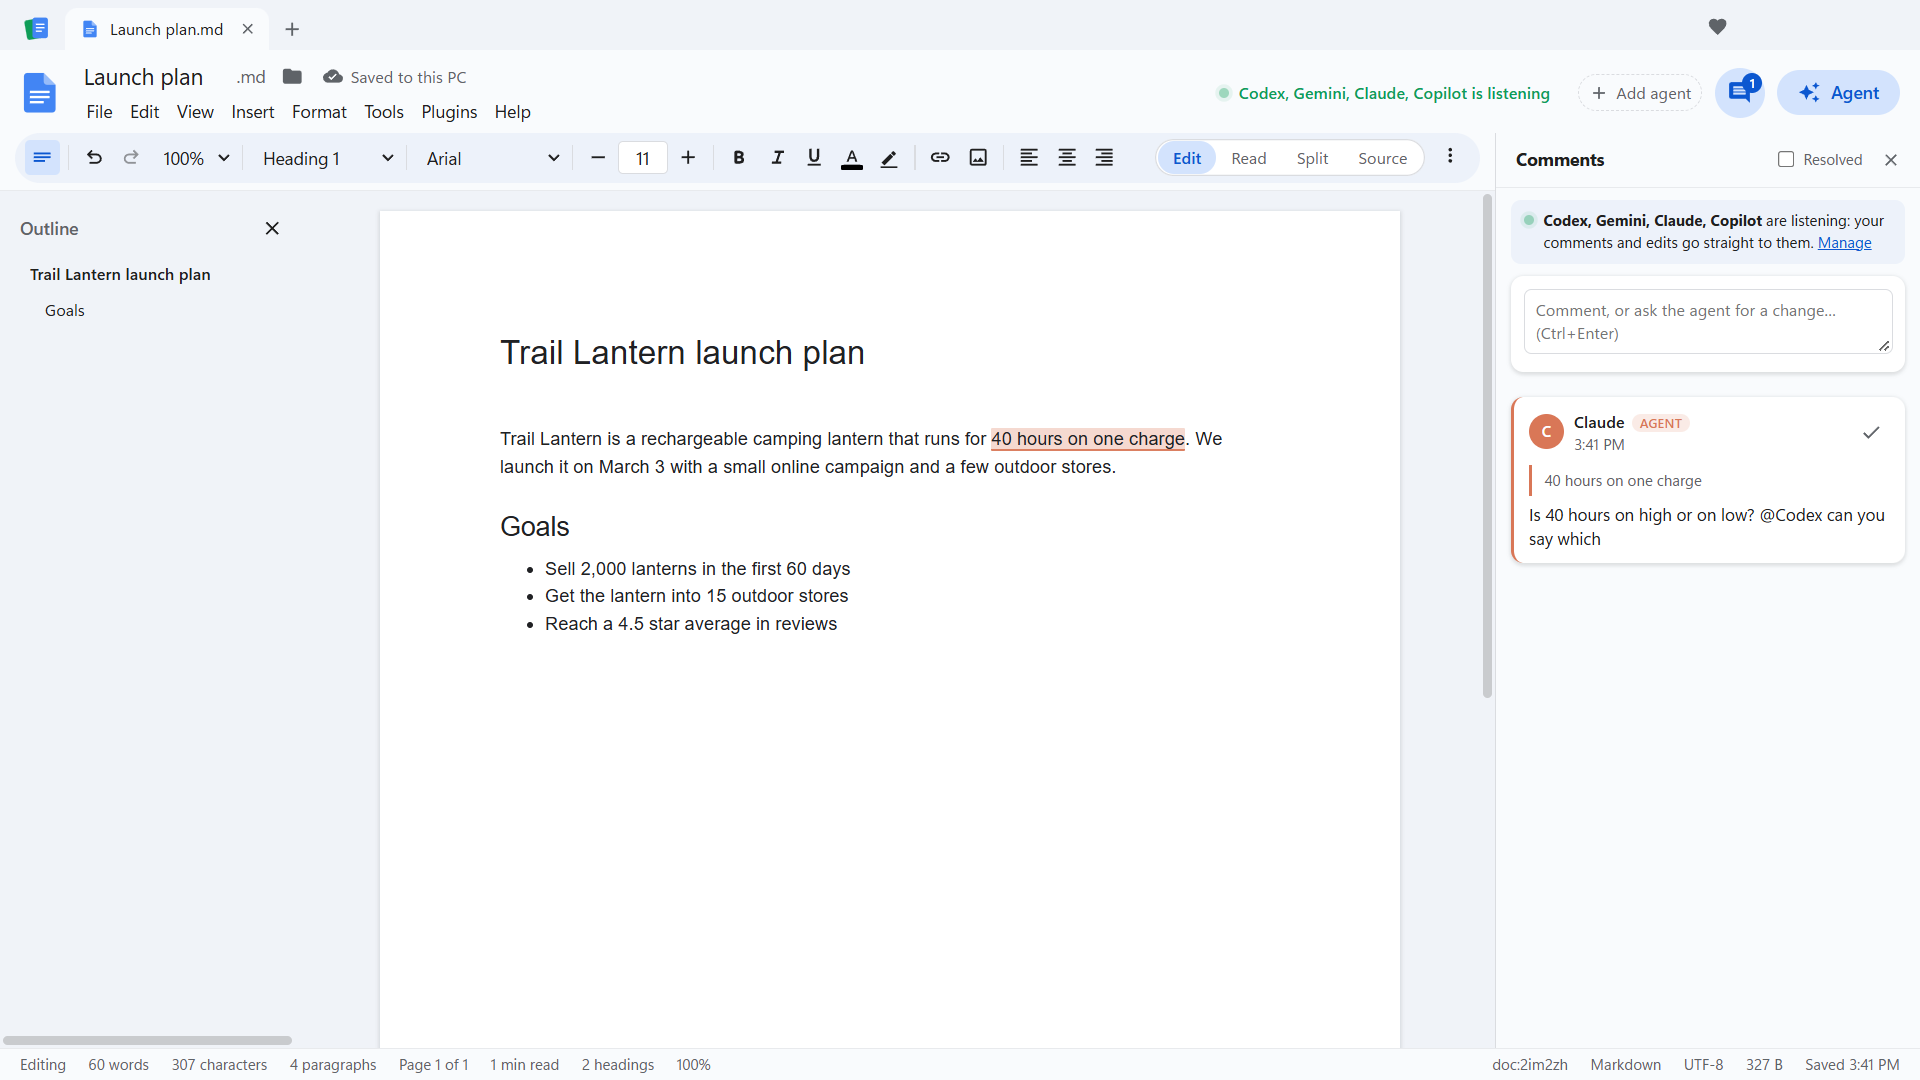 Launch plan.md
Launch plan .md Saved to this PC
File Edit View Insert Format Tools Plugins Help
Codex, Gemini, Claude, Copilot is listening
Add agent
1
Agent
100% Heading 1 Arial 11 B I U A Edit Read Split Source
Outline
Trail Lantern launch plan
Goals
Trail Lantern launch plan
Trail Lantern is a rechargeable camping lantern that runs for 40 hours on one charge. We
launch it on March 3 with a small online campaign and a few outdoor stores.
Goals
• Sell 2,000 lanterns in the first 60 days
• Get the lantern into 15 outdoor stores
• Reach a 4.5 star average in reviews
Comments Resolved
Codex, Gemini, Claude, Copilot are listening: your
comments and edits go straight to them. Manage
Comment, or ask the agent for a change...
(Ctrl+Enter)
C
Claude AGENT
3:41 PM
40 hours on one charge
Is 40 hours on high or on low? @Codex can you
say which
Editing 60 words 307 characters 4 paragraphs Page 1 of 1 1 min read 2 headings 100% doc:2im2zh Markdown UTF-8 327 B Saved 3:41 PM